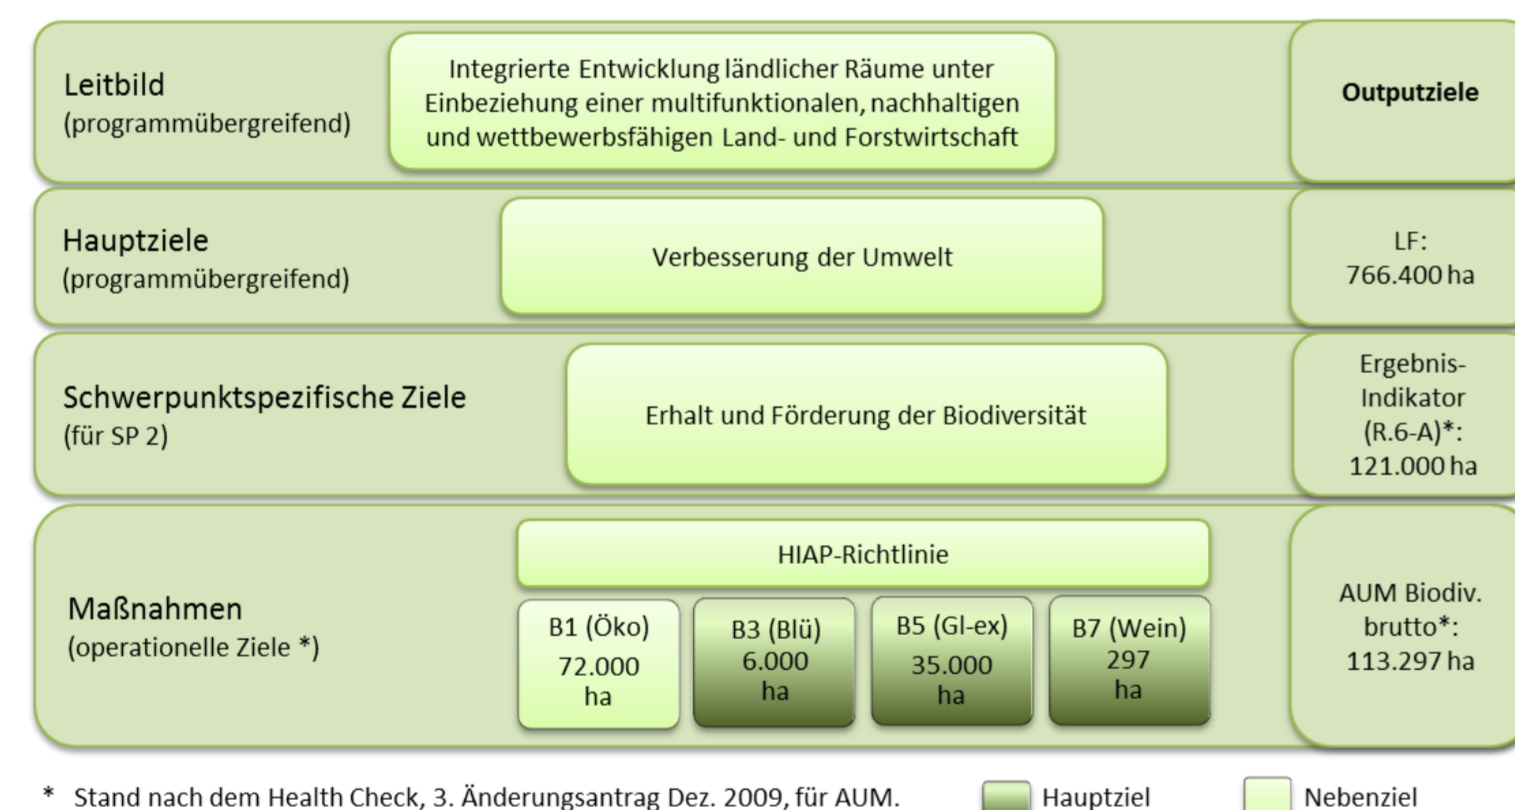 Leitbild
(programmübergreifend)
Integrierte Entwicklung ländlicher Räume unter
Einbeziehung einer multifunktionalen, nachhaltigen
und wettbewerbsfähigen Land- und Forstwirtschaft
Outputziele
Hauptziele
(programmübergreifend)
Verbesserung der Umwelt
LF:
766.400 ha
Schwerpunktspezifische Ziele
(für SP 2)
Erhalt und Förderung der Biodiversität
Ergebnis-
Indikator
(R.6-A)*:
121.000 ha
Maßnahmen
(operationelle Ziele *)
HIAP-Richtlinie
B1 (Öko)
72.000
ha
B3 (Blü)
6.000
ha
B5 (Gl-ex)
35.000
ha
B7 (Wein)
297
ha
AUM Biodiv.
brutto*:
113.297 ha
* Stand nach dem Health Check, 3. Änderungsantrag Dez. 2009, für AUM.
Hauptziel
Nebenziel